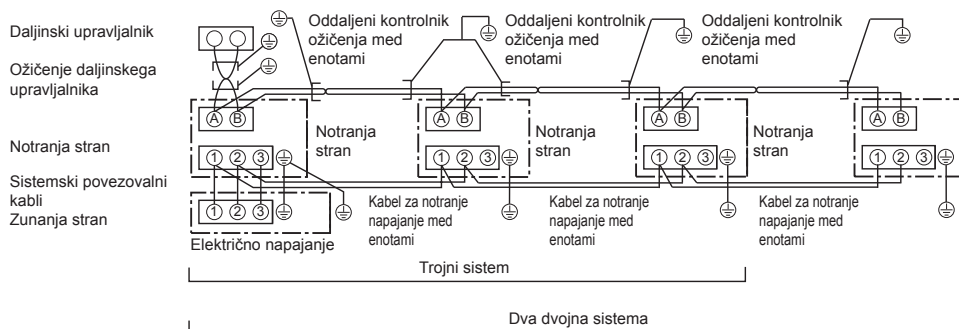 Daljinski upravljalnik
Oddaljeni kontrolnik
ožičenja med
enotami
Oddaljeni kontrolnik
ožičenja med
enotami
Oddaljeni kontrolnik
ožičenja med
enotami
Ožičenje daljinskega
upravljalnika
A B
A B
A B
A B
Notranja
stran
Notranja
stran
Notranja
stran
Notranja stran
1 2 3
1 2 3
1 2 3
1 2 3
Sistemski povezovalni
kabli
Zunanja stran
1 2 3
Kabel za notranje
napajanje med
enotami
Kabel za notranje
napajanje med
enotami
Kabel za notranje
napajanje med
enotami
Električno napajanje
Trojni sistem
Dva dvojna sistema